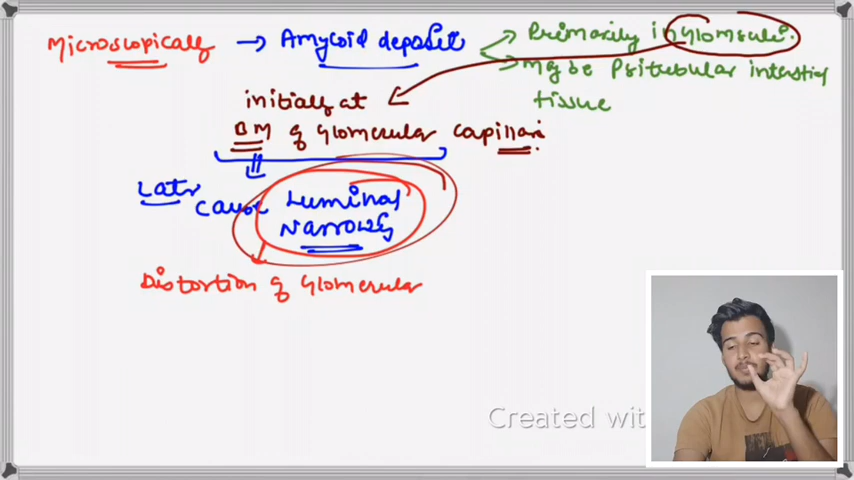 Microscopically → Amyloid deposit
Primarily in Glomeruli.
may be Peritubular interstitial
tissue
initially at
BM of Glomerular capillari
Later
cause Luminal
Narrowing
Distortion of Glomerular
Created wit